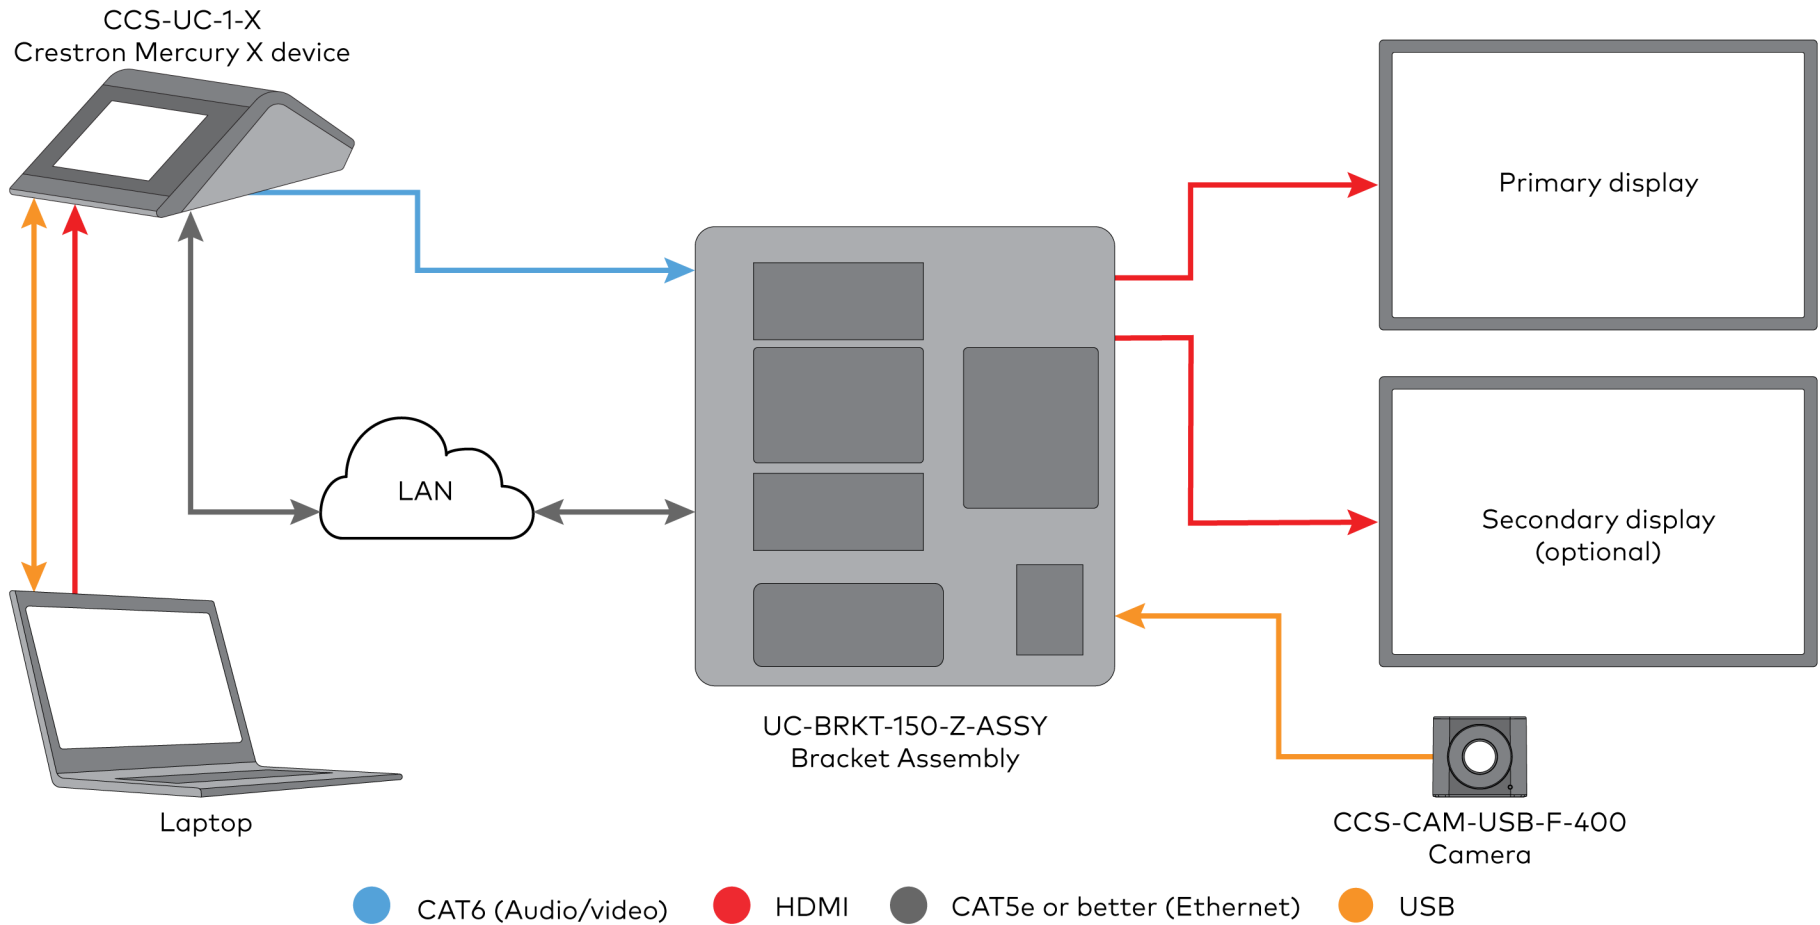 CCS-UC-1-X
Crestron Mercury X device
Primary display
LAN
Secondary display
(optional)
UC-BRKT-150-Z-ASSY
Bracket Assembly
Laptop
CCS-CAM-USB-F-400
Camera
CAT6 (Audio/video)
HDMI
CAT5e or better (Ethernet)
USB